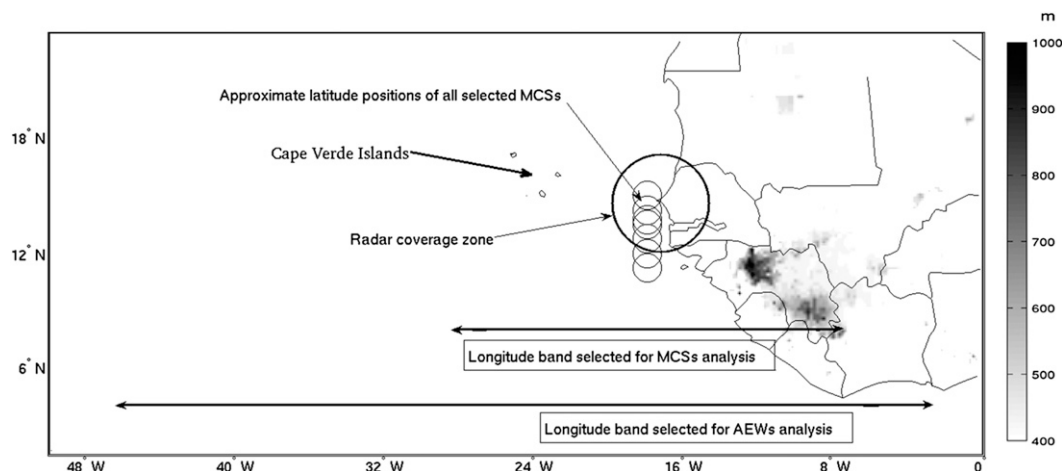 m
1000
Approximate latitude positions of all selected MCSs
900
18° N
Cape Verde Islands
800
Radar coverage zone
700
12° N
600
Longitude band selected for MCSs analysis
6° N
500
Longitude band selected for AEWs analysis
400
48 °W 40 °W 32 °W 24 °W 16 °W 8 °W 0